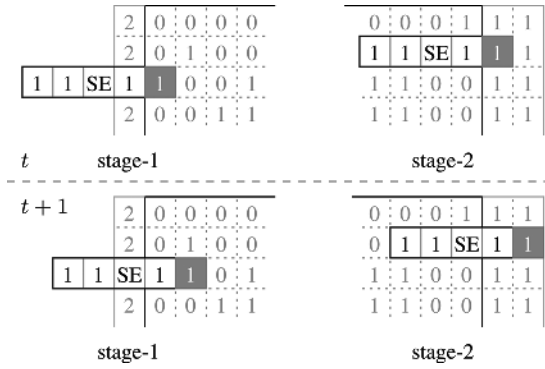 2 0 0 0 0
2 0 1 0 0
1 1 SE 1 1 0 0 1
2 0 0 1 1
0 0 0 1 1 1
1 1 SE 1 1 1
1 1 0 0 1 1
1 1 0 0 1 1
t stage-1 stage-2
t + 1
2 0 0 0 0
2 0 1 0 0
1 1 SE 1 1 0 1
2 0 0 1 1
0 0 0 1 1 1
0 1 1 SE 1 1
1 1 0 0 1 1
1 1 0 0 1 1
stage-1 stage-2